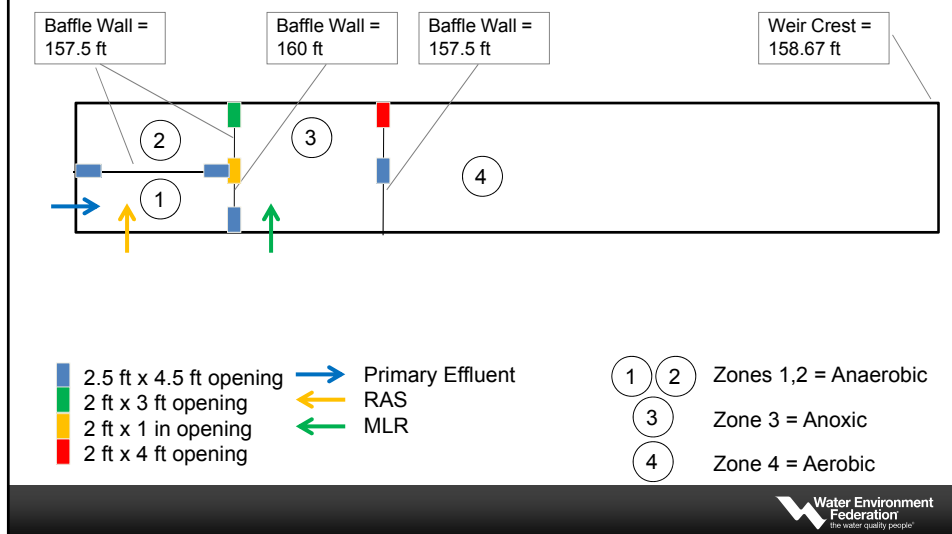 Baffle Wall =
157.5 ft
Baffle Wall =
160 ft
Baffle Wall =
157.5 ft
Weir Crest =
158.67 ft
2
3
1
4
2.5 ft x 4.5 ft opening
2 ft x 3 ft opening
2 ft x 1 in opening
2 ft x 4 ft opening
Primary Effluent
RAS
MLR
1 2 Zones 1,2 = Anaerobic
3 Zone 3 = Anoxic
4 Zone 4 = Aerobic
Water Environment
Federation
the water quality people®